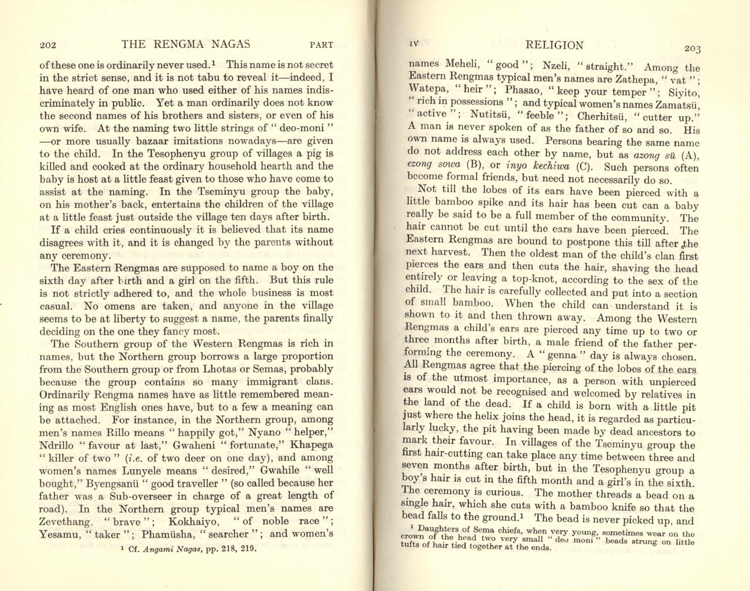 202 THE RENGMA NAGAS PART
of these one is ordinarily never used.¹ This name is not secret
in the strict sense, and it is not tabu to reveal it—indeed, I
have heard of one man who used either of his names indis-
criminately in public. Yet a man ordinarily does not know
the second names of his brothers and sisters, or even of his
own wife. At the naming two little strings of " deo-moni "
—or more usually bazaar imitations nowadays—are given
to the child. In the Tesophenyu group of villages a pig is
killed and cooked at the ordinary household hearth and the
baby is host at a little feast given to those who have come to
assist at the naming. In the Tseminyu group the baby,
on his mother's back, entertains the children of the village
at a little feast just outside the village ten days after birth.
If a child cries continuously it is believed that its name
disagrees with it, and it is changed by the parents without
any ceremony.
The Eastern Rengmas are supposed to name a boy on the
sixth day after birth and a girl on the fifth. But this rule
is not strictly adhered to, and the whole business is most
casual. No omens are taken, and anyone in the village
seems to be at liberty to suggest a name, the parents finally
deciding on the one they fancy most.
The Southern group of the Western Rengmas is rich in
names, but the Northern group borrows a large proportion
from the Southern group or from Lhotas or Semas, probably
because the group contains so many immigrant clans.
Ordinarily Rengma names have as little remembered mean-
ing as most English ones have, but to a few a meaning can
be attached. For instance, in the Northern group, among
men's names Rillo means " happily got," Nyano " helper,"
Ndrillo " favour at last," Gwaheni " fortunate," Khapega
" killer of two " (i.e. of two deer on one day), and among
women's names Lunyele means " desired," Gwahile " well
bought," Byengsanü " good traveller " (so called because her
father was a Sub-overseer in charge of a great length of
road). In the Northern group typical men's names are
Zevethang, " brave "; Kokhaiyo, " of noble race ";
Yesamu, " taker "; Phamüsha, " searcher "; and women's
¹ Cf. Angami Nagas, pp. 218, 219.
IV RELIGION 203
names Meheli, " good "; Nzeli, " straight." Among the
Eastern Rengmas typical men's names are Zathepa, " vat ";
Watepa, " heir "; Phasao, " keep your temper "; Siyito,
" rich in possessions "; and typical women's names Zamatsü,
" active "; Nutitsü, " feeble "; Cherhitsü, " cutter up."
A man is never spoken of as the father of so and so. His
own name is always used. Persons bearing the same name
do not address each other by name, but as azong sü (A),
ezong sowa (B), or inyo kechiwa (C). Such persons often
become formal friends, but need not necessarily do so.
Not till the lobes of its ears have been pierced with a
little bamboo spike and its hair has been cut can a baby
really be said to be a full member of the community. The
hair cannot be cut until the ears have been pierced. The
Eastern Rengmas are bound to postpone this till after the
next harvest. Then the oldest man of the child's clan first
pierces the ears and then cuts the hair, shaving the head
entirely or leaving a top-knot, according to the sex of the
child. The hair is carefully collected and put into a section
of small bamboo. When the child can understand it is
shown to it and then thrown away. Among the Western
Rengmas a child's ears are pierced any time up to two or
three months after birth, a male friend of the father per-
forming the ceremony. A " genna " day is always chosen.
All Rengmas agree that the piercing of the lobes of the ears
is of the utmost importance, as a person with unpierced
ears would not be recognised and welcomed by relatives in
the land of the dead. If a child is born with a little pit
just where the helix joins the head, it is regarded as particu-
larly lucky, the pit having been made by dead ancestors to
mark their favour. In villages of the Tseminyu group the
first hair-cutting can take place any time between three and
seven months after birth, but in the Tesophenyu group a
boy's hair is cut in the fifth month and a girl's in the sixth.
The ceremony is curious. The mother threads a bead on a
single hair, which she cuts with a bamboo knife so that the
bead falls to the ground.¹ The bead is never picked up, and
¹ Daughters of Sema chiefs, when very young, sometimes wear on the
crown of the head two very small " deo moni " beads strung on little
tufts of hair tied together at the ends.